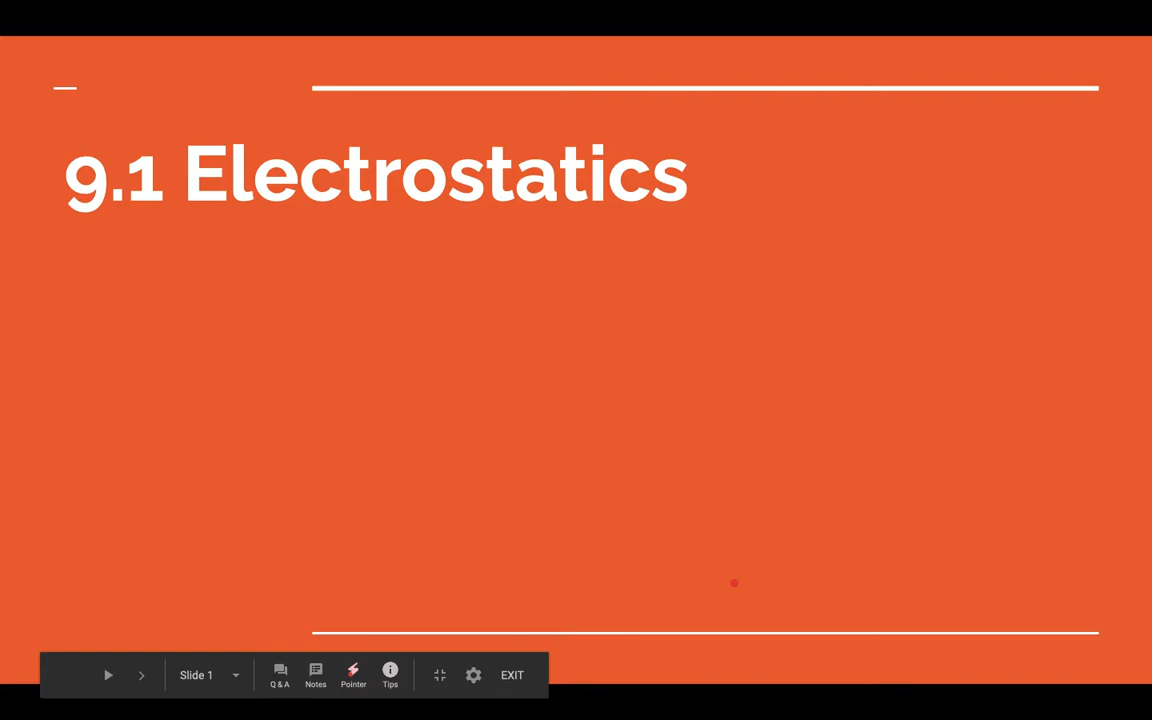 9.1 Electrostatics
Slide 1
Q & A
Notes
Pointer
Tips
EXIT